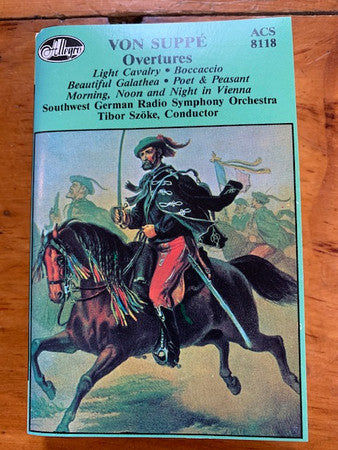 Allegro
VON SUPPÉ
ACS
8118
Overtures
Light Cavalry • Boccaccio
Beautiful Galathea • Poet & Peasant
Morning, Noon and Night in Vienna
Southwest German Radio Symphony Orchestra
Tibor Szöke, Conductor